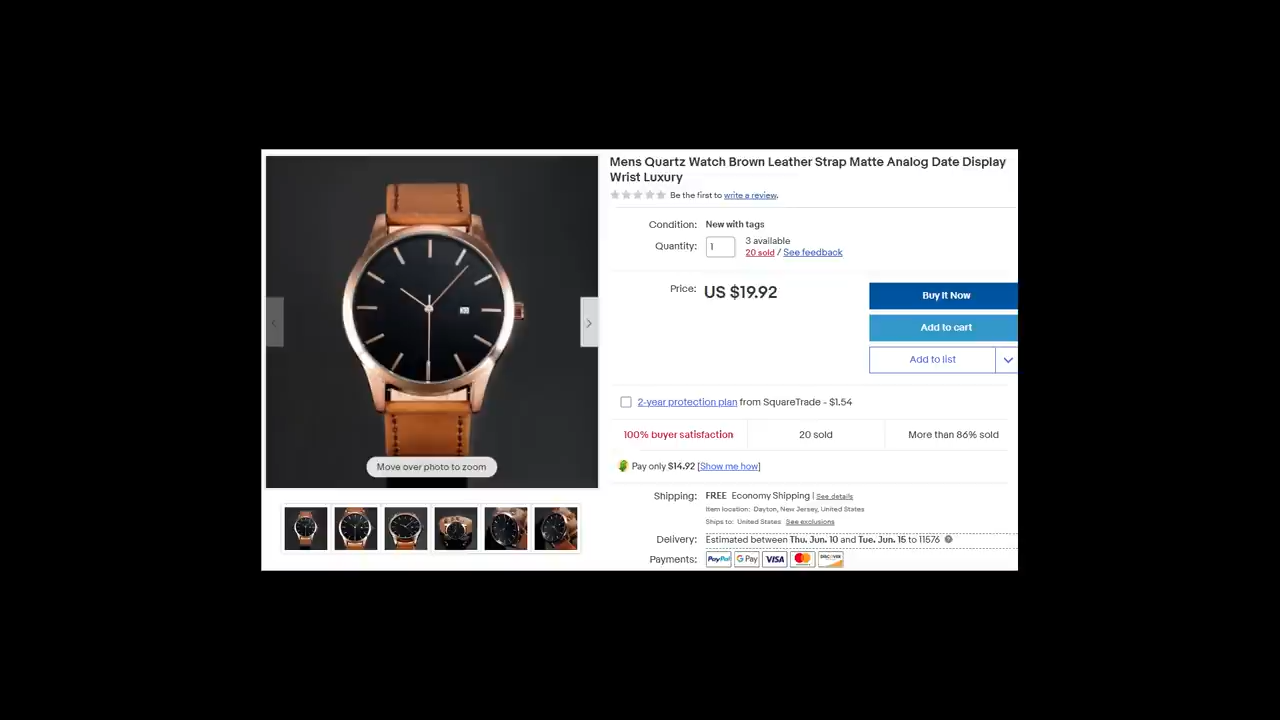 Mens Quartz Watch Brown Leather Strap Matte Analog Date Display
Wrist Luxury
Be the first to write a review.
Condition: New with tags
Quantity: 1 3 available
20 sold / See feedback
Price: US $19.92
Buy It Now
Add to cart
Add to list
2-year protection plan from SquareTrade - $1.54
100% buyer satisfaction 20 sold More than 86% sold
Pay only $14.92 [Show me how]
Move over photo to zoom
Shipping: FREE Economy Shipping | See details
Item location: Dayton, New Jersey, United States
Ships to: United States See exclusions
Delivery: Estimated between Thu. Jun. 10 and Tue. Jun. 15 to 11576
Payments: PayPal G Pay VISA DISCOVER